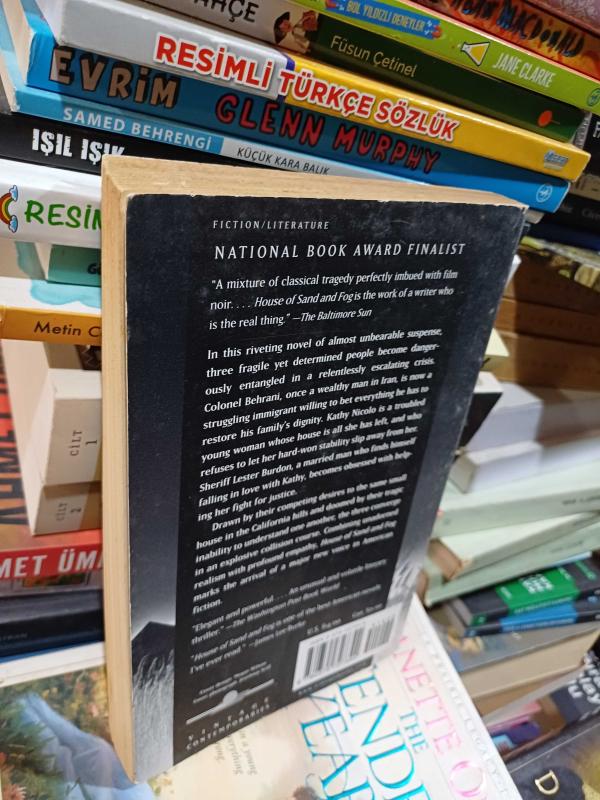 AHÇE
BOL YILDIZLI DENEYLER
MACDONALD
Füsun Çetinel
JANE CLARKE
RESİMLİ TÜRKÇE SÖZLÜK
EVRİM GLENN MURPHY
SAMED BEHRENGİ KÜÇÜK KARA BALIK
IŞIL IŞIK
RESİM
Metin C
CİLT
1
CİLT
2
MET ÜM
FICTION/LITERATURE
NATIONAL BOOK AWARD FINALIST
"A mixture of classical tragedy perfectly imbued with film
noir. . . . House of Sand and Fog is the work of a writer who
is the real thing." —The Baltimore Sun
In this riveting novel of almost unbearable suspense,
three fragile yet determined people become danger-
ously entangled in a relentlessly escalating crisis.
Colonel Behrani, once a wealthy man in Iran, is now a
struggling immigrant willing to bet everything he has to
restore his family's dignity. Kathy Nicolo is a troubled
young woman whose house is all she has left, and who
refuses to let her hard-won stability slip away from her.
Sheriff Lester Burdon, a married man who finds himself
falling in love with Kathy, becomes obsessed with help-
ing her fight for justice.
Drawn by their competing desires to the same small
house in the California hills and doomed by their tragic
inability to understand one another, the three converge
in an explosive collision course. Combining unadorned
realism with profound empathy, House of Sand and Fog
marks the arrival of a major new voice in American
fiction.
"Elegant and powerful. . . . An unusual and volatile literary
thriller." —The Washington Post Book World
"House of Sand and Fog is one of the best American novels
I've ever read." —James Lee Burke
VINTAGE
CONTEMPORARIES
THE